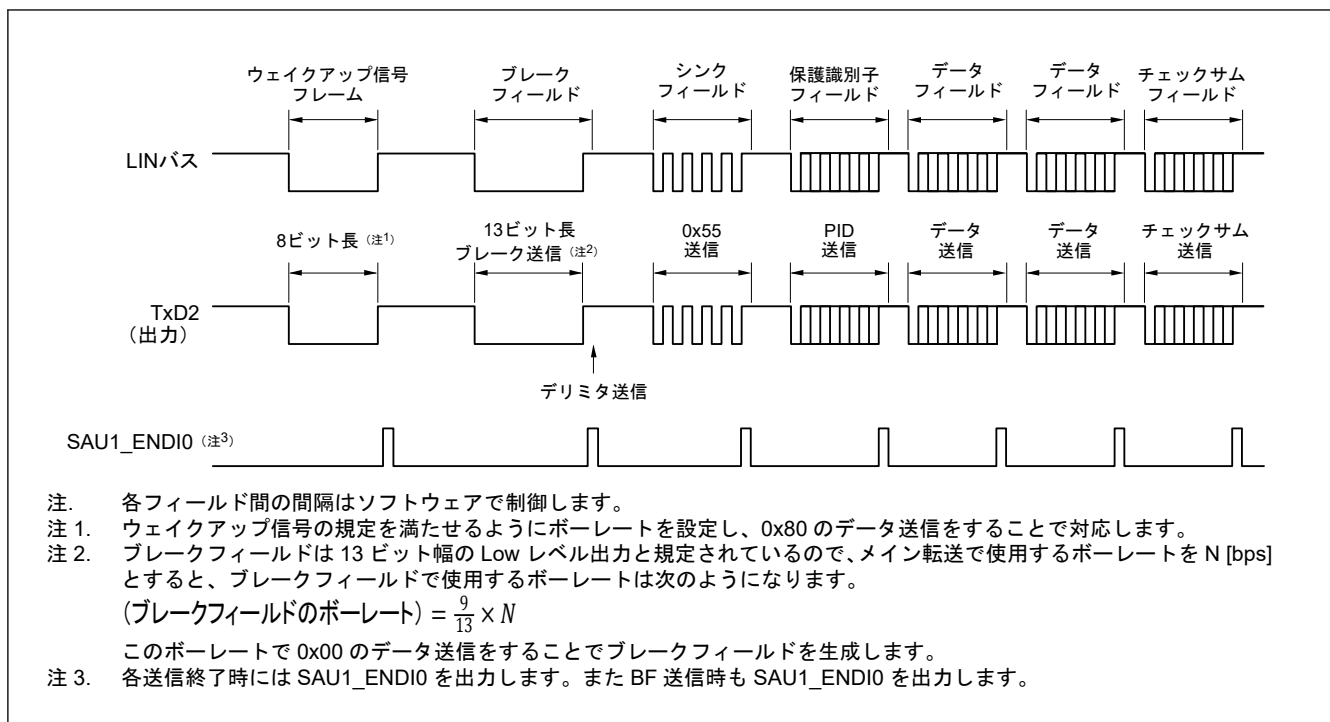 ウェイクアップ信号
フレーム
ブレーク
フィールド
シンク
フィールド
保護識別子
フィールド
データ
フィールド
データ
フィールド
チェックサム
フィールド
LINバス
8ビット長（注1）
13ビット長
ブレーク送信（注2）
0x55
送信
PID
送信
データ
送信
データ
送信
チェックサム
送信
TxD2
（出力）
デリミタ送信
SAU1_ENDI0（注3）
注. 各フィールド間の間隔はソフトウェアで制御します。
注 1. ウェイクアップ信号の規定を満たせるようにボーレートを設定し、0x80 のデータ送信をすることで対応します。
注 2. ブレークフィールドは 13 ビット幅の Low レベル出力と規定されているので、メイン転送で使用するボーレートを N [bps]
とすると、ブレークフィールドで使用するボーレートは次のようになります。
(ブレークフィールドのボーレート) = 9/13 × N
このボーレートで 0x00 のデータ送信をすることでブレークフィールドを生成します。
注 3. 各送信終了時には SAU1_ENDI0 を出力します。また BF 送信時も SAU1_ENDI0 を出力します。